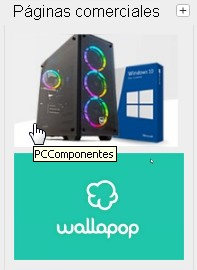 Páginas comerciales
Windows 10
PCComponentes
wallapop